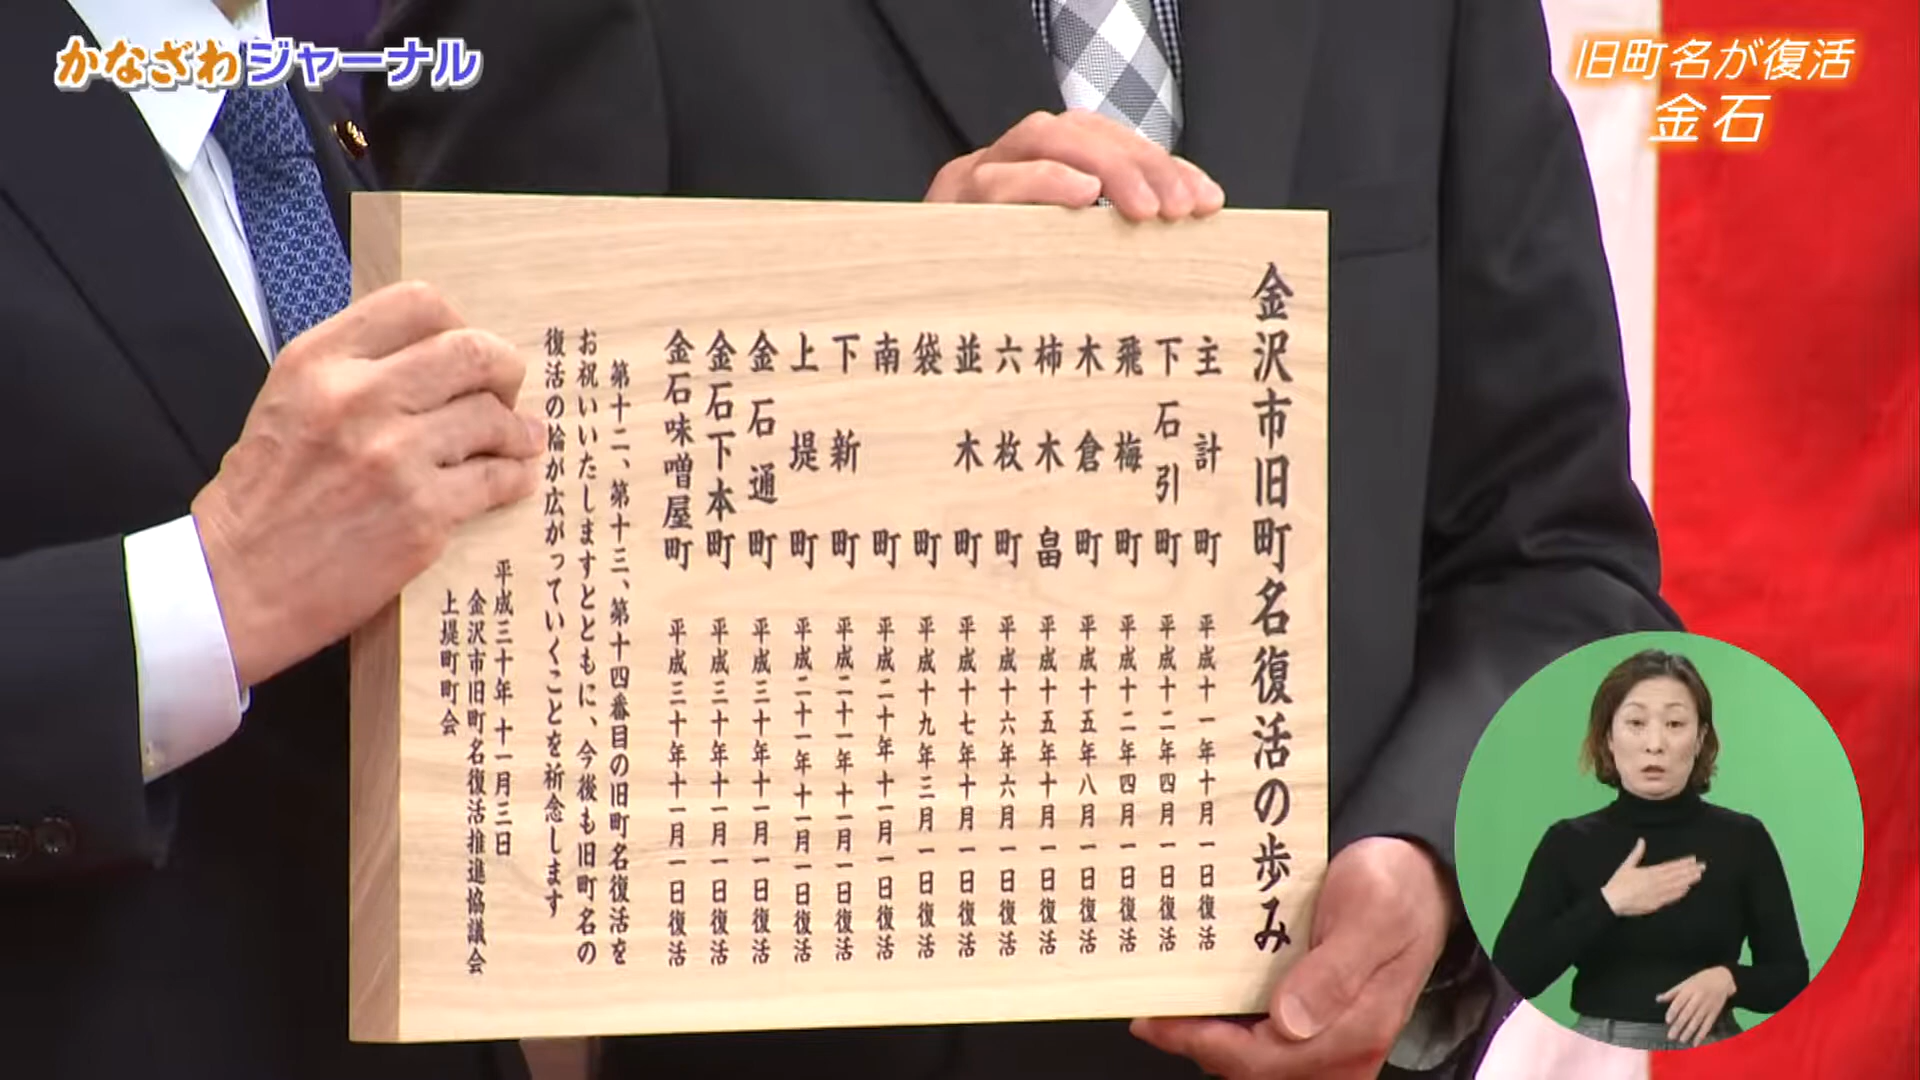 かなざわジャーナル
旧町名が復活
金石
金沢市旧町名復活の歩み
主計町 平成十一年十月一日復活
下石引町 平成十二年四月一日復活
飛梅町 平成十二年四月一日復活
木倉町 平成十五年八月一日復活
柿木畠 平成十五年十月一日復活
六枚町 平成十六年六月一日復活
並木町 平成十七年十月一日復活
袋町 平成十九年三月一日復活
南町 平成二十年十一月一日復活
下新町 平成二十一年十一月一日復活
上堤町 平成二十一年十一月一日復活
金石通町 平成三十年十一月一日復活
金石下本町 平成三十年十一月一日復活
金石味噌屋町 平成三十年十一月一日復活
第十二、第十三、第十四番目の旧町名復活を
お祝いいたしますとともに、今後も旧町名の
復活の輪が広がっていくことを祈念します
平成三十年十一月三日
金沢市旧町名復活推進協議会
上堤町町会